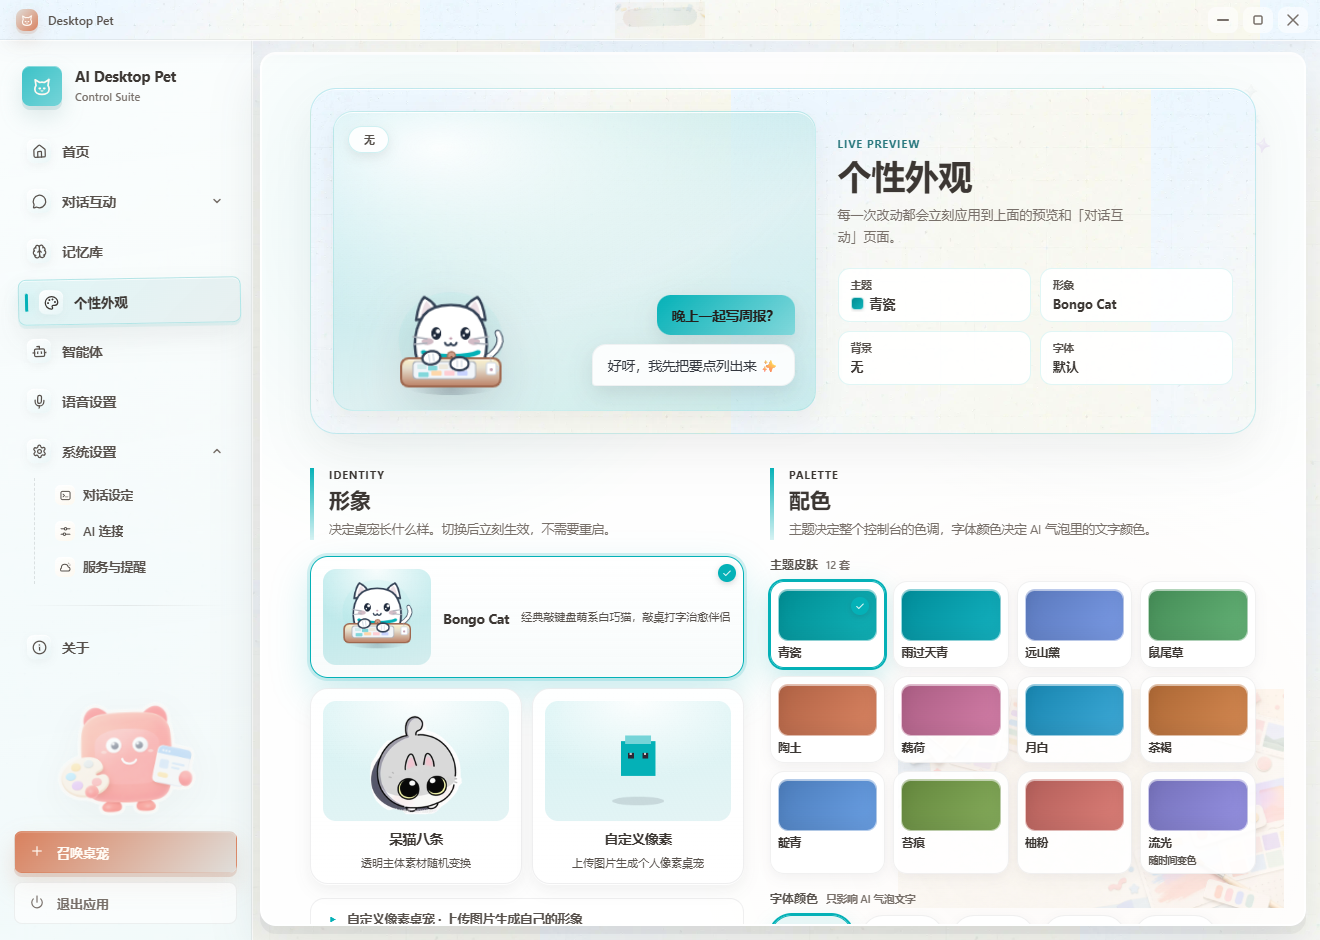 Desktop Pet
AI Desktop Pet
Control Suite
首页
对话互动
记忆库
个性外观
智能体
语音设置
系统设置
对话设定
AI 连接
服务与提醒
关于
召唤桌宠
退出应用
无
晚上一起写周报？
好呀，我先把要点列出来 ✨
LIVE PREVIEW
个性外观
每一次改动都会立刻应用到上面的预览和「对话互
动」页面。
主题
青瓷
形象
Bongo Cat
背景
无
字体
默认
IDENTITY
形象
决定桌宠长什么样。切换后立刻生效，不需要重启。
Bongo Cat
经典敲键盘萌系白巧猫，敲桌打字治愈伴侣
呆猫八条
透明主体素材随机变换
自定义像素
上传图片生成个人像素桌宠
自定义像素桌宠 · 上传图片生成自己的形象
PALETTE
配色
主题决定整个控制台的色调，字体颜色决定 AI 气泡里的文字颜色。
主题皮肤 12 套
青瓷
雨过天青
远山黛
鼠尾草
陶土
藕荷
月白
茶褐
靛青
苔痕
柚粉
流光
随时间变色
字体颜色 只影响 AI 气泡文字